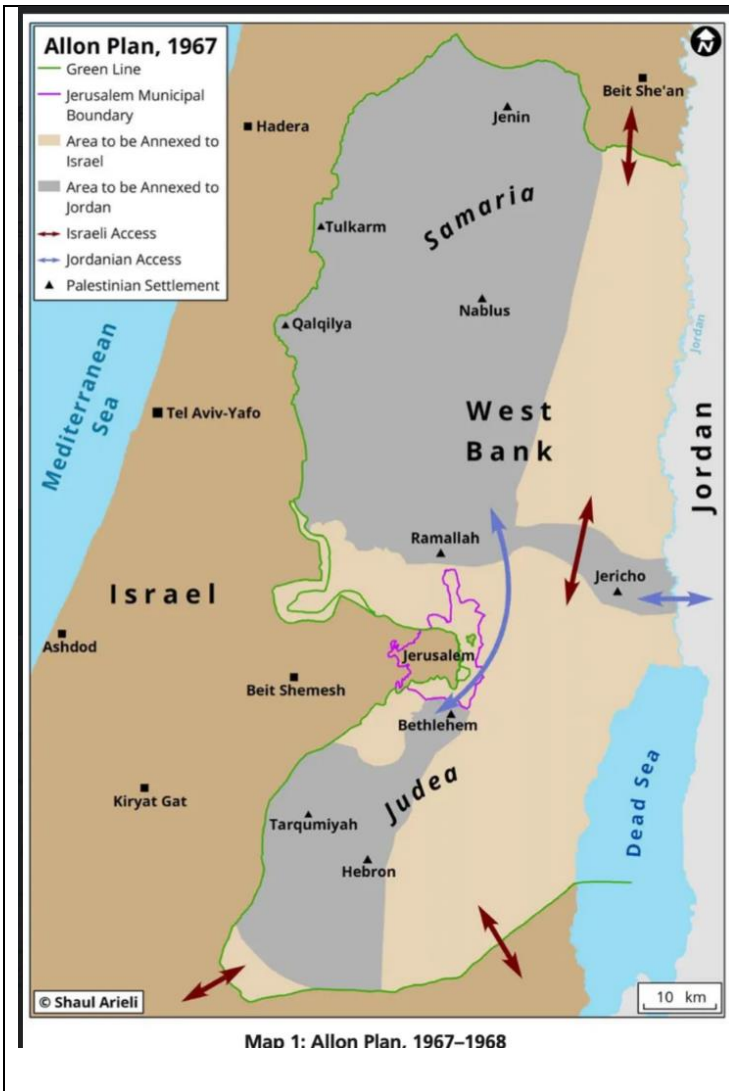 Allon Plan, 1967
Green Line
Jerusalem Municipal
Boundary
Area to be Annexed to
Israel
Area to be Annexed to
Jordan
Israeli Access
Jordanian Access
Palestinian Settlement
N
Beit She'an
Hadera
Jenin
Samaria
Tulkarm
Nablus
Qalqilya
Jordan
Mediterranean
Sea
Tel Aviv-Yafo
West
Bank
Jordan
Ramallah
Jericho
Israel
Ashdod
Jerusalem
Beit Shemesh
Bethlehem
Judea
Kiryat Gat
Tarqumiyah
Hebron
Dead Sea
© Shaul Arieli
10 km
Map 1: Allon Plan, 1967–1968